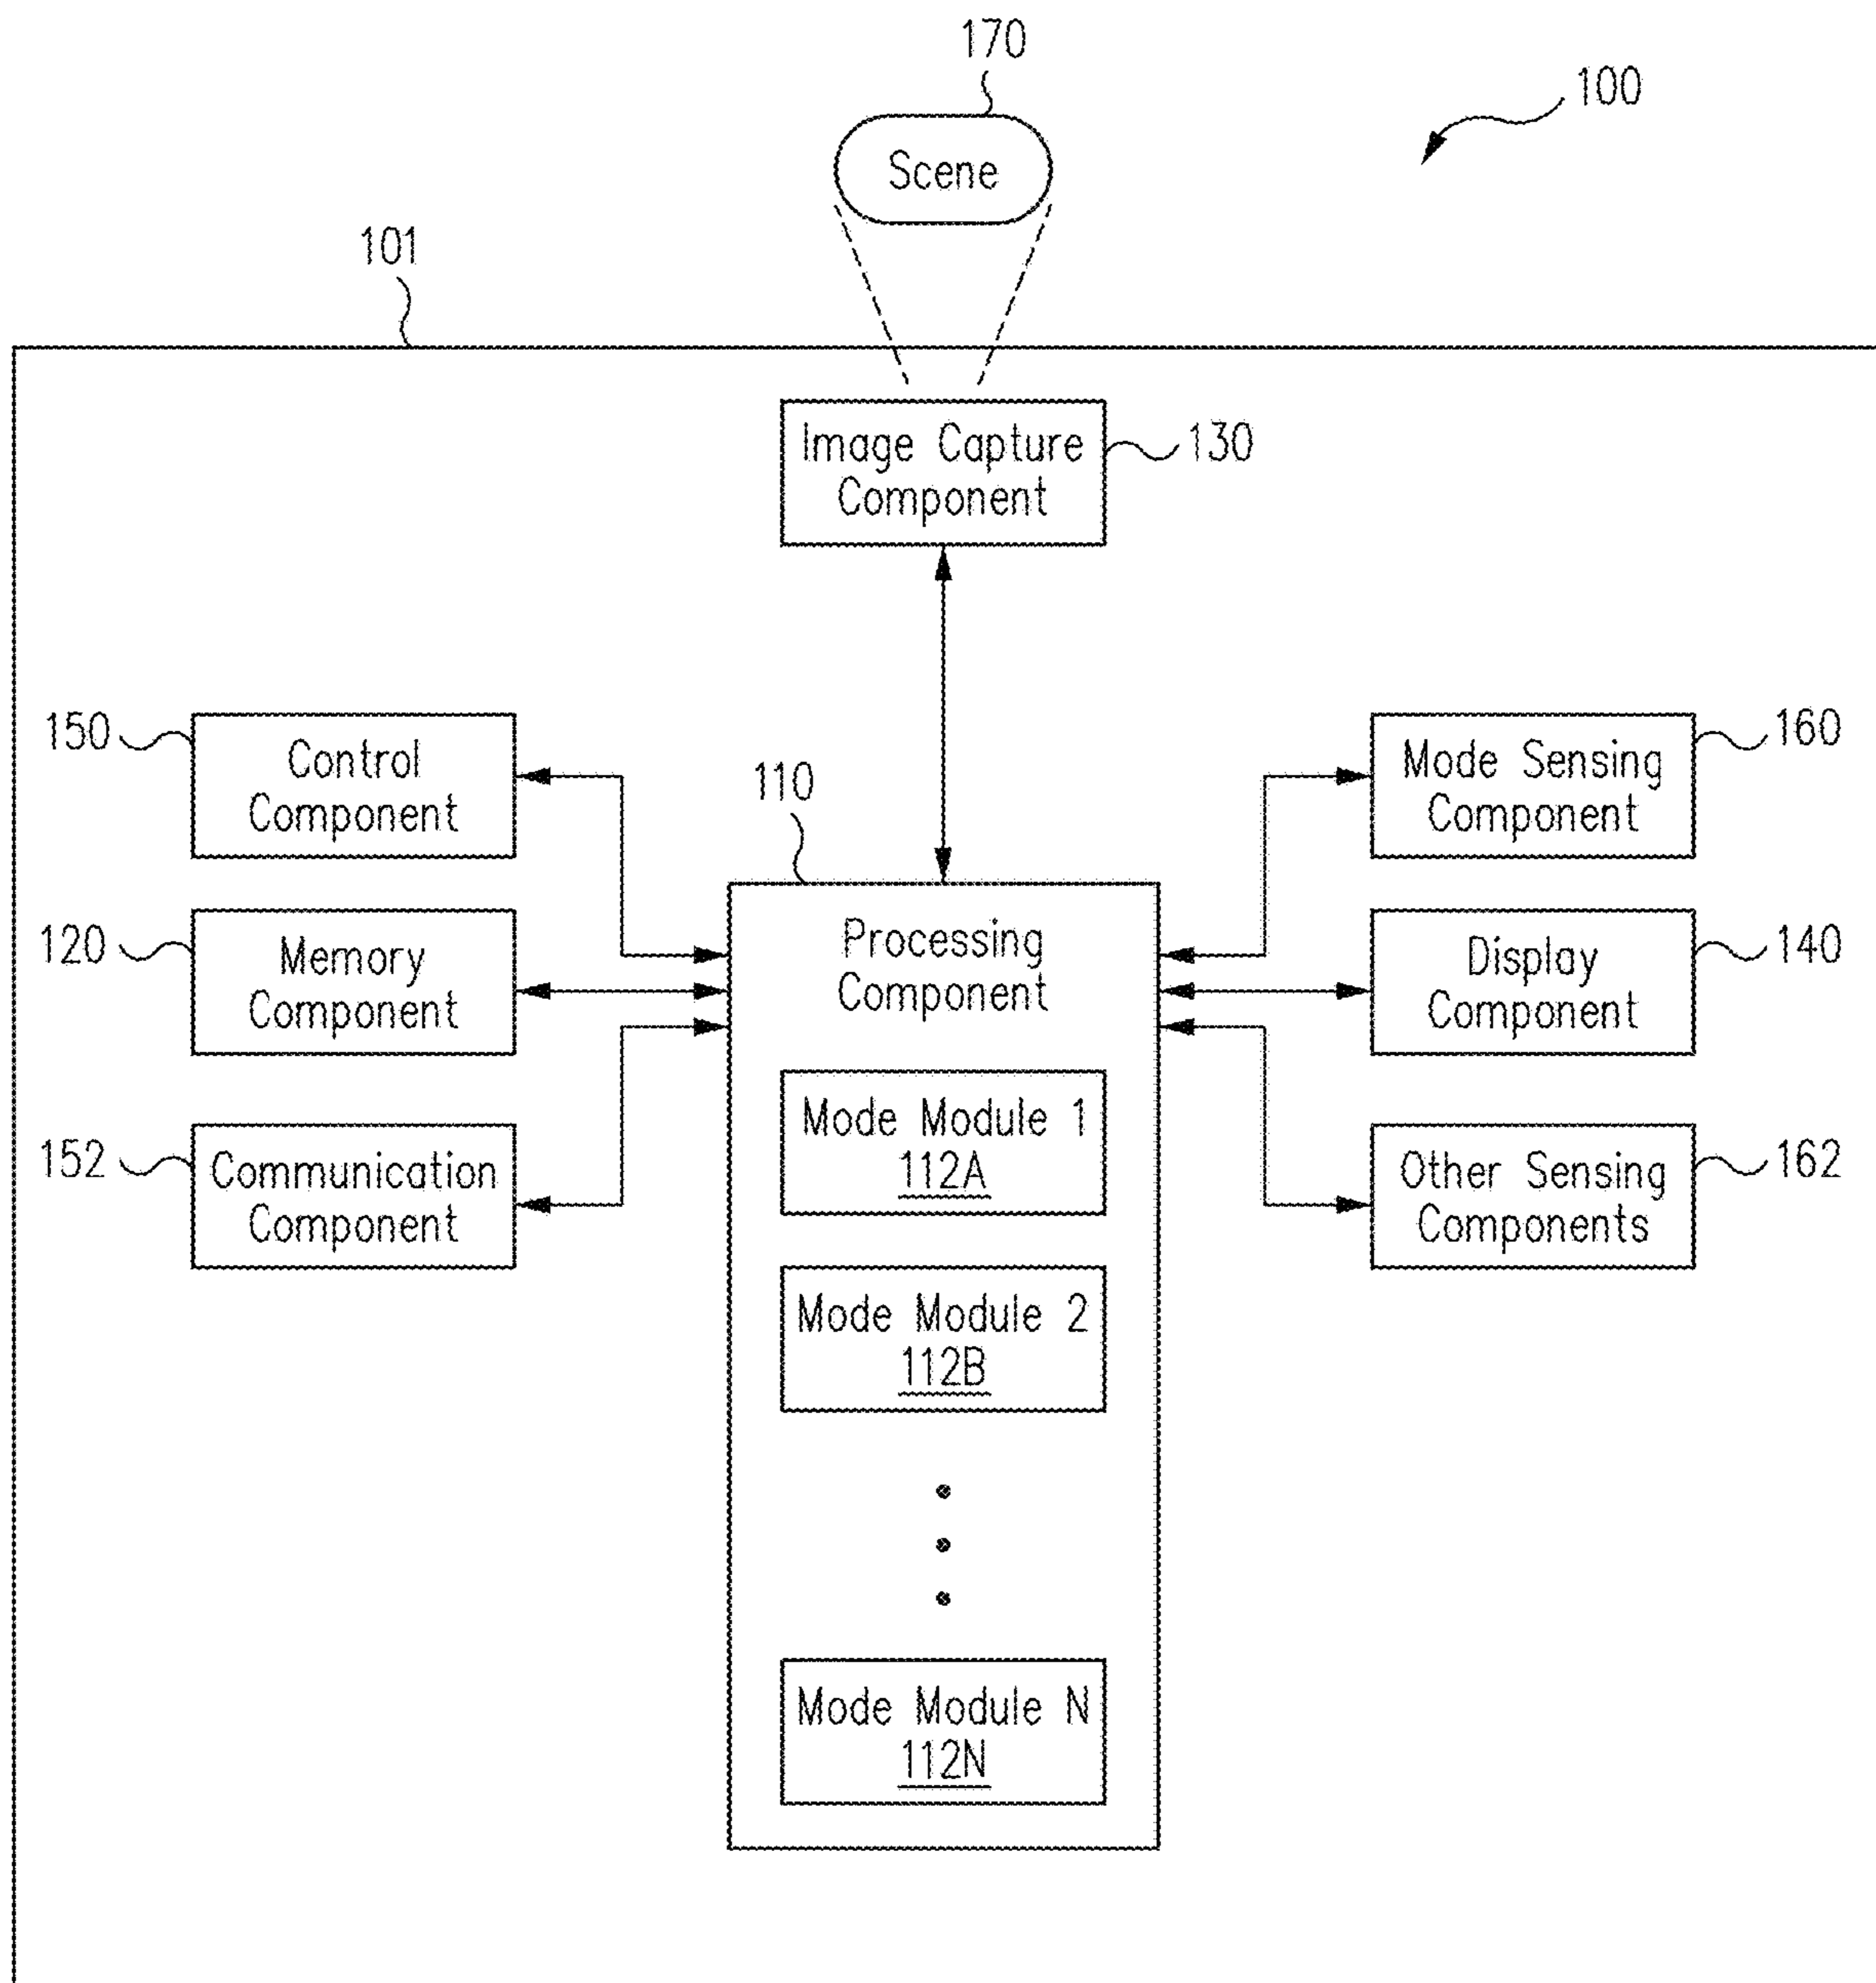 170
100
Scene
101
Image Capture
Component
130
150
Control
Component
110
160
Mode Sensing
Component
120
Memory
Component
Processing
Component
140
Display
Component
152
Communication
Component
Mode Module 1
112A
162
Other Sensing
Components
Mode Module 2
112B
Mode Module N
112N